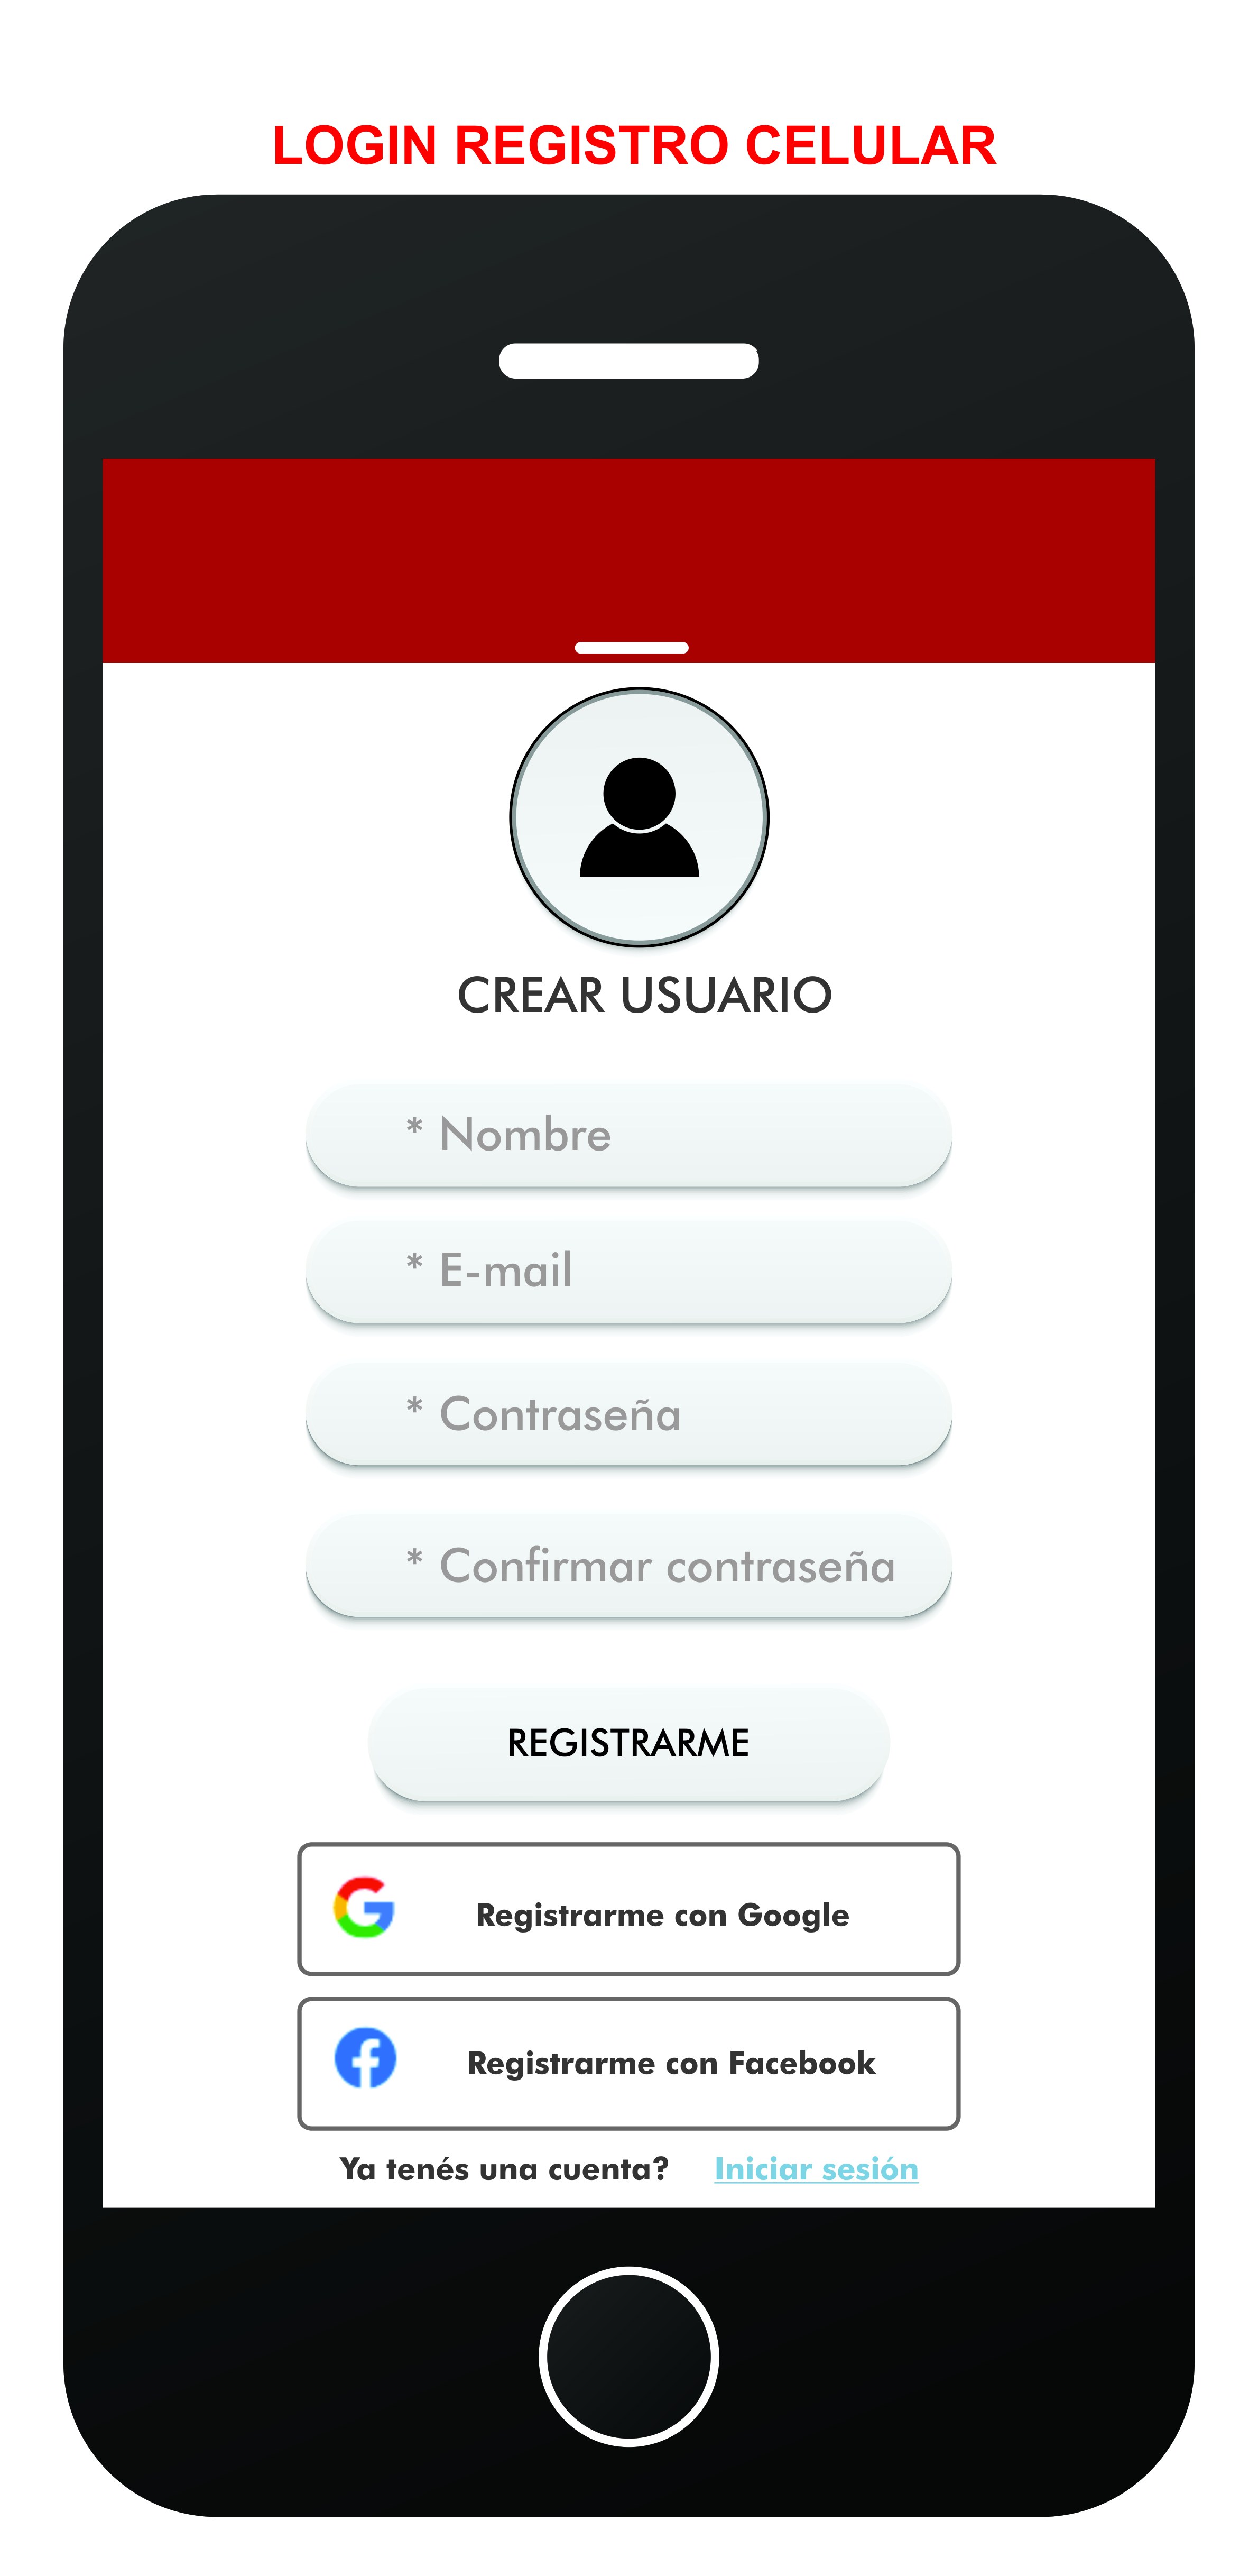 LOGIN REGISTRO CELULAR
CREAR USUARIO
* Nombre
* E-mail
* Contraseña
* Confirmar contraseña
REGISTRARME
Registrarme con Google
Registrarme con Facebook
Ya tenés una cuenta? Iniciar sesión